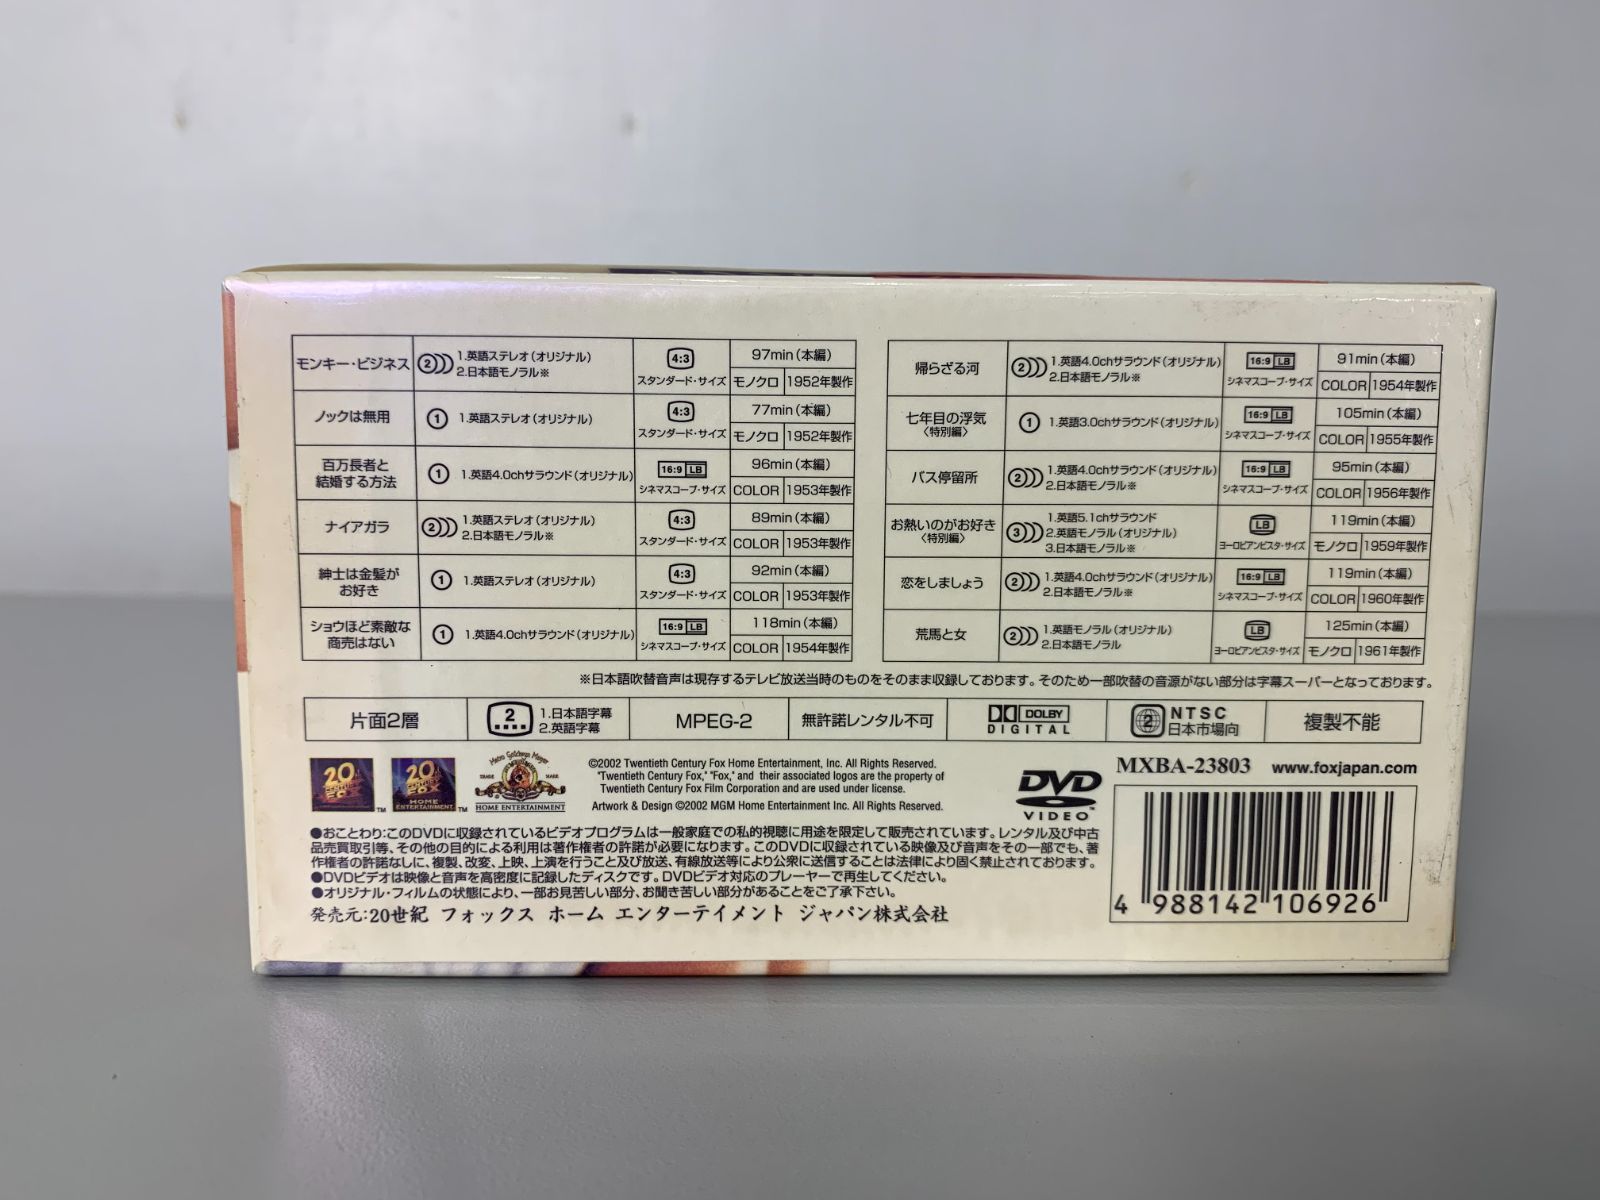 モンキー・ビジネス
2
1.英語ステレオ(オリジナル)
2.日本語モノラル※
4:3
スタンダード・サイズ
97min(本編)
モノクロ 1952年製作
ノックは無用
1
1.英語ステレオ(オリジナル)
4:3
スタンダード・サイズ
77min(本編)
モノクロ 1952年製作
百万長者と
結婚する方法
1
1.英語4.0chサラウンド(オリジナル)
16:9 LB
シネマスコープ・サイズ
96min(本編)
COLOR 1953年製作
ナイアガラ
2
1.英語ステレオ(オリジナル)
2.日本語モノラル※
4:3
スタンダード・サイズ
89min(本編)
COLOR 1953年製作
紳士は金髪が
お好き
1
1.英語ステレオ(オリジナル)
4:3
スタンダード・サイズ
92min(本編)
COLOR 1953年製作
ショウほど素敵な
商売はない
1
1.英語4.0chサラウンド(オリジナル)
16:9 LB
シネマスコープ・サイズ
118min(本編)
COLOR 1954年製作
帰らざる河
2
1.英語4.0chサラウンド(オリジナル)
2.日本語モノラル※
16:9 LB
シネマスコープ・サイズ
91min(本編)
COLOR 1954年製作
七年目の浮気
〈特別編〉
1
1.英語3.0chサラウンド(オリジナル)
16:9 LB
シネマスコープ・サイズ
105min(本編)
COLOR 1955年製作
バス停留所
2
1.英語4.0chサラウンド(オリジナル)
2.日本語モノラル※
16:9 LB
シネマスコープ・サイズ
95min(本編)
COLOR 1956年製作
お熱いのがお好き
〈特別編〉
3
1.英語5.1chサラウンド
2.英語モノラル(オリジナル)
3.日本語モノラル※
LB
ヨーロピアンビスタ・サイズ
119min(本編)
モノクロ 1959年製作
恋をしましょう
2
1.英語4.0chサラウンド(オリジナル)
2.日本語モノラル※
16:9 LB
シネマスコープ・サイズ
119min(本編)
COLOR 1960年製作
荒馬と女
2
1.英語モノラル(オリジナル)
2.日本語モノラル
LB
ヨーロピアンビスタ・サイズ
125min(本編)
モノクロ 1961年製作
※日本語吹替音声は現存するテレビ放送当時のものをそのまま収録しております。そのため一部吹替の音源がない部分は字幕スーパーとなっております。
片面2層
2
1.日本語字幕
2.英語字幕
MPEG-2
無許諾レンタル不可
DOLBY
DIGITAL
2
NTSC
日本市場向
複製不能
20TH CENTURY FOX TM
20TH CENTURY FOX HOME ENTERTAINMENT TM
Metro Goldwyn Mayer
TRADE MARK
HOME ENTERTAINMENT
©2002 Twentieth Century Fox Home Entertainment, Inc. All Rights Reserved.
"Twentieth Century Fox," "Fox," and their associated logos are the property of
Twentieth Century Fox Film Corporation and are used under license.
Artwork & Design ©2002 MGM Home Entertainment Inc. All Rights Reserved.
DVD
VIDEO TM
MXBA-23803 www.foxjapan.com
●おことわり:このDVDに収録されているビデオプログラムは一般家庭での私的視聴に用途を限定して販売されています。レンタル及び中古
品売買取引等、その他の目的による利用は著作権者の許諾が必要になります。このDVDに収録されている映像及び音声をその一部でも、著
作権者の許諾なしに、複製、改変、上映、上演を行うこと及び放送、有線放送等により公衆に送信することは法律により固く禁止されております。
●DVDビデオは映像と音声を高密度に記録したディスクです。DVDビデオ対応のプレーヤーで再生してください。
●オリジナル・フィルムの状態により、一部お見苦しい部分、お聞き苦しい部分があることをご了承下さい。
発売元:20世紀 フォックス ホーム エンターテイメント ジャパン株式会社
4 988142 106926